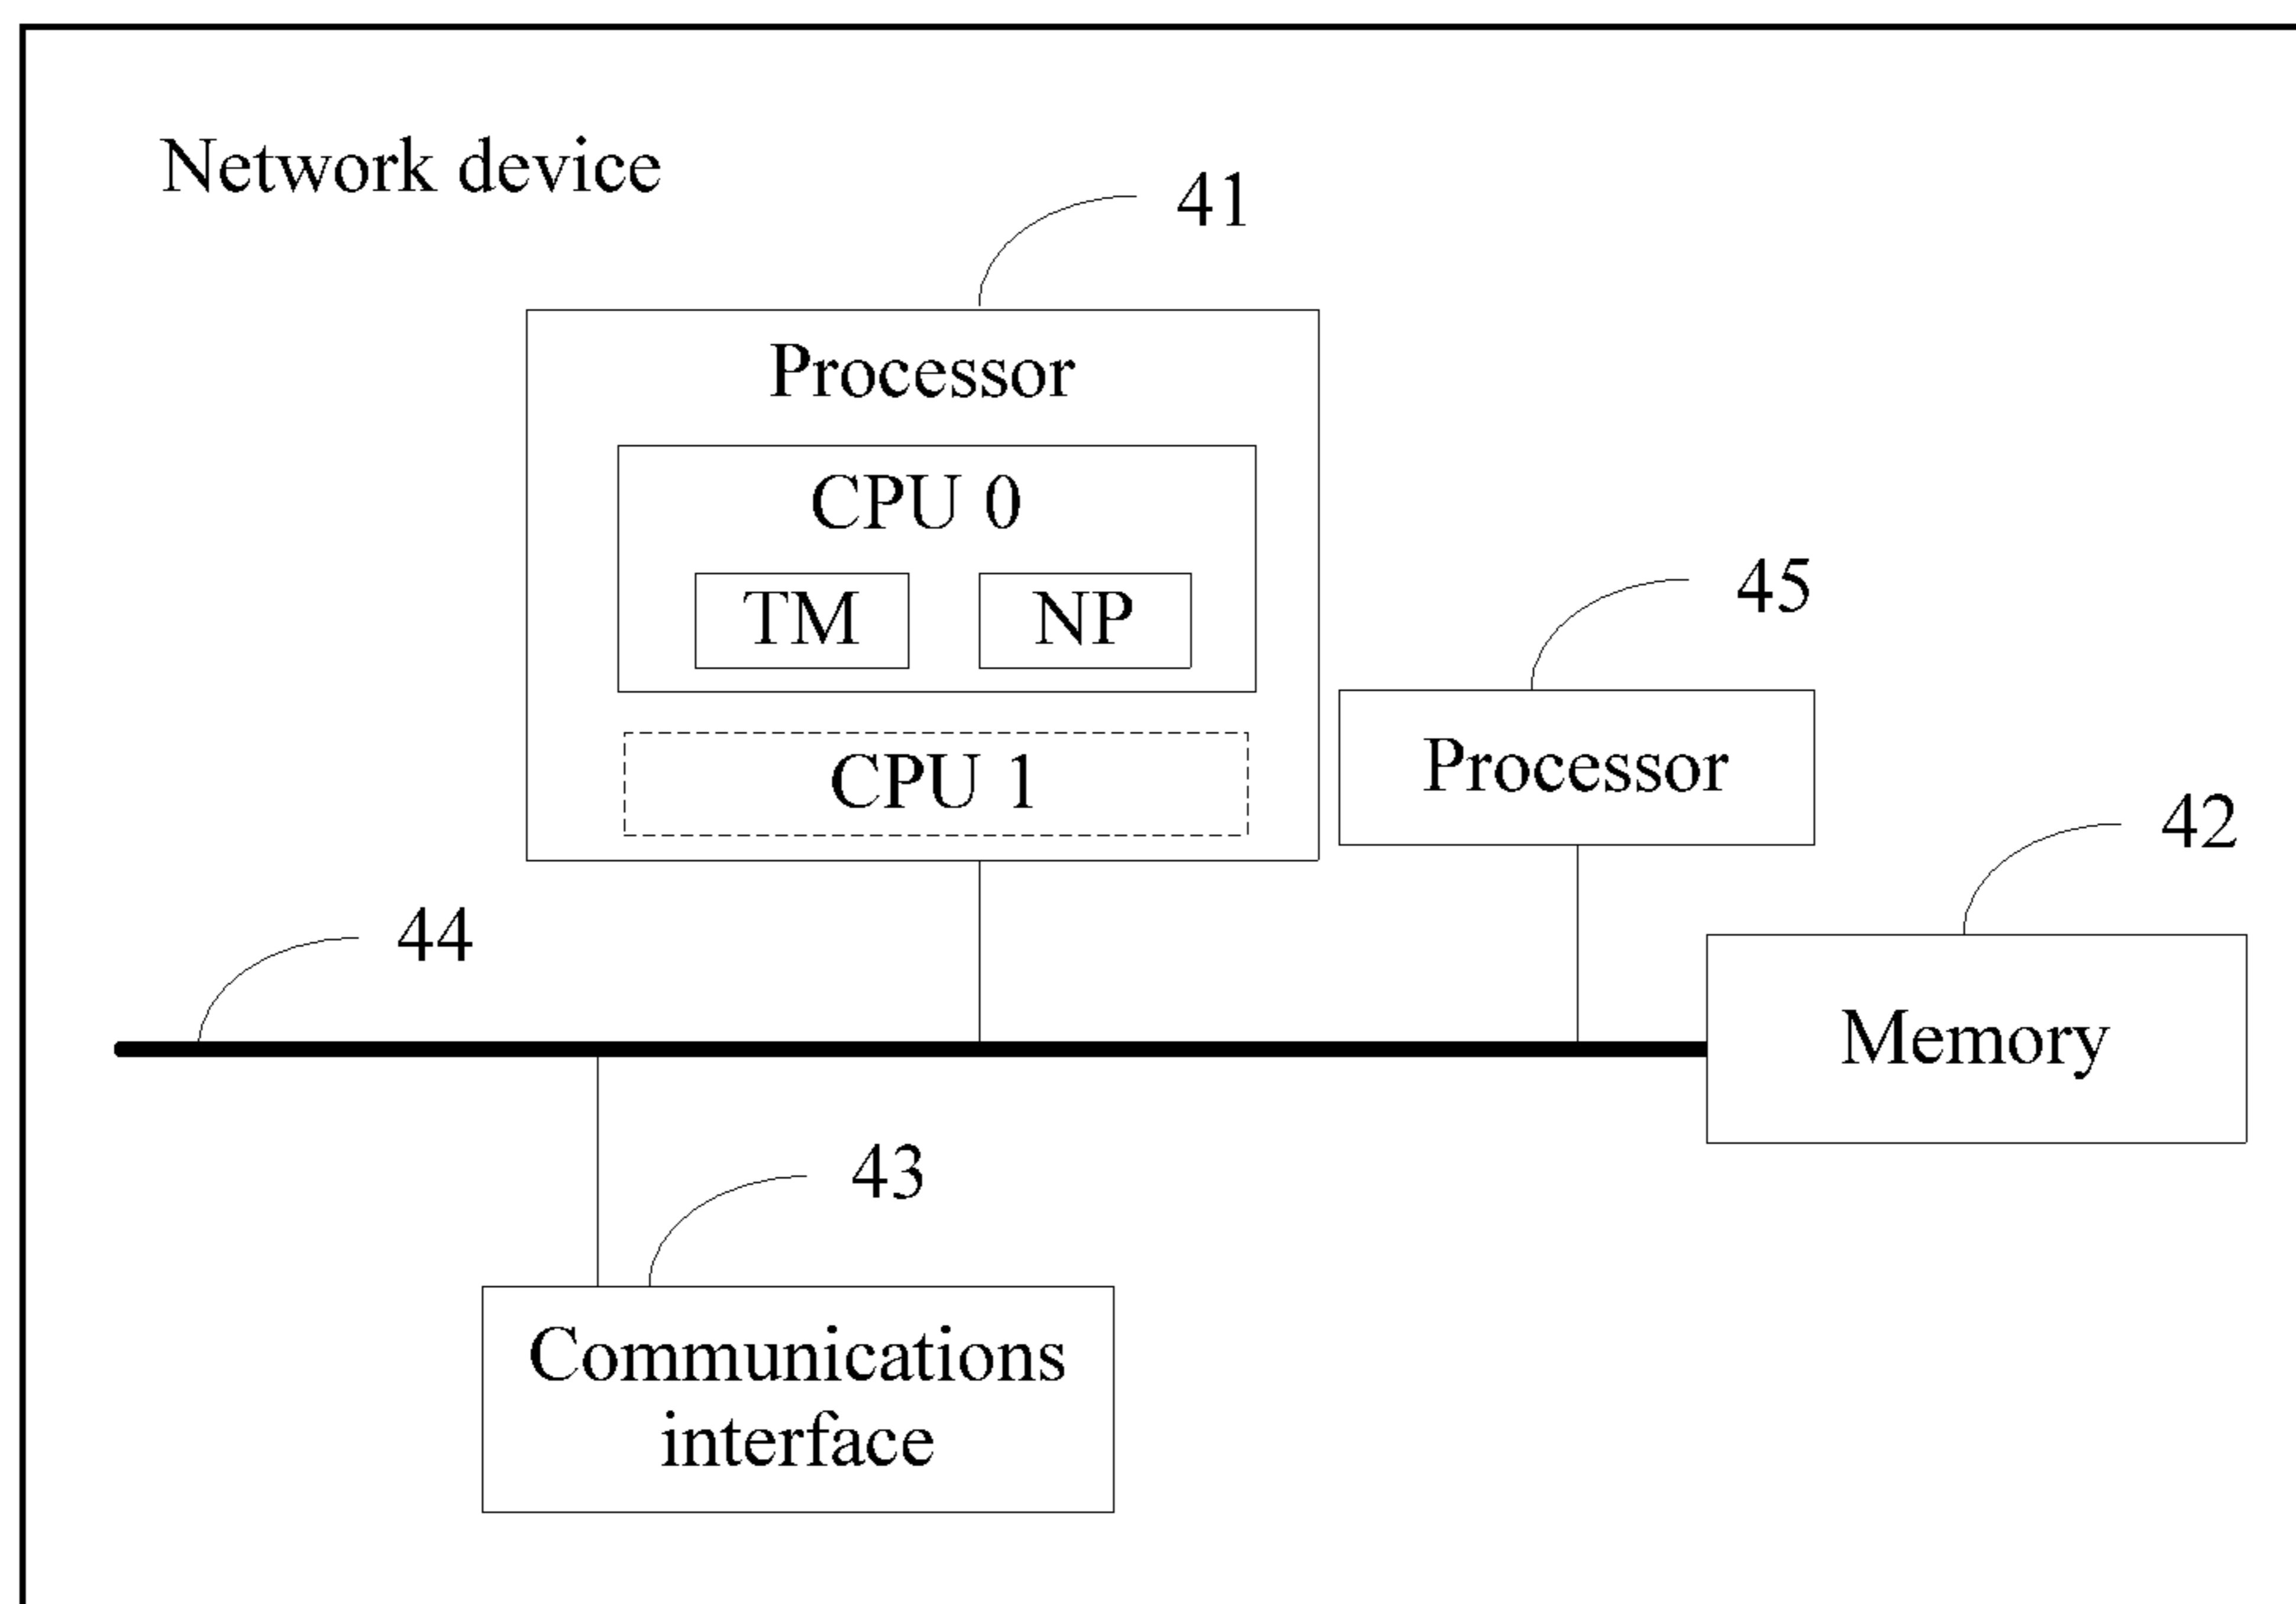 Network device
41
Processor
CPU 0
TM
NP
45
CPU 1
Processor
42
44
Memory
43
Communications
interface